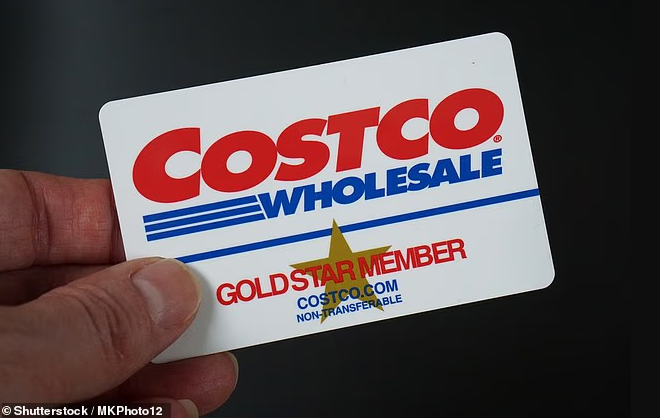 COSTCO®
WHOLESALE
GOLD STAR MEMBER
COSTCO.COM
NON-TRANSFERABLE
© Shutterstock / MKPhoto12